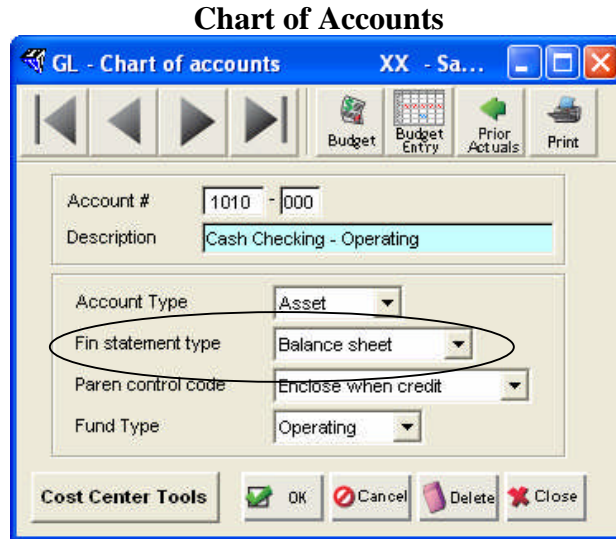 Chart of Accounts
GL - Chart of accounts XX - Sa...
Budget
Budget Entry
Prior Actuals
Print
Account # 1010 - 000
Description Cash Checking - Operating
Account Type Asset
Fin statement type Balance sheet
Paren control code Enclose when credit
Fund Type Operating
Cost Center Tools OK Cancel Delete Close